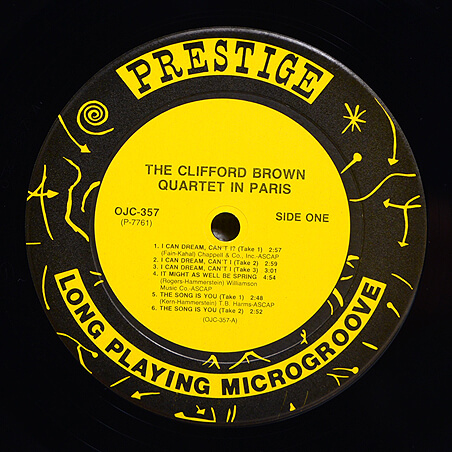 PRESTIGE
THE CLIFFORD BROWN
QUARTET IN PARIS
OJC-357
(P-7761)
SIDE ONE
1. I CAN DREAM, CAN'T I? (Take 1) 2:57
(Fain-Kahal) Chappell & Co., Inc.-ASCAP
2. I CAN DREAM, CAN'T I (Take 2) 2:59
3. I CAN DREAM, CAN'T I (Take 3) 3:01
4. IT MIGHT AS WELL BE SPRING 4:54
(Rogers-Hammerstein) Williamson
Music Co.-ASCAP
5. THE SONG IS YOU (Take 1) 2:48
(Kern-Hammerstein) T.B. Harms-ASCAP
6. THE SONG IS YOU (Take 2) 2:52
(OJC-357-A)
LONG PLAYING MICROGROOVE